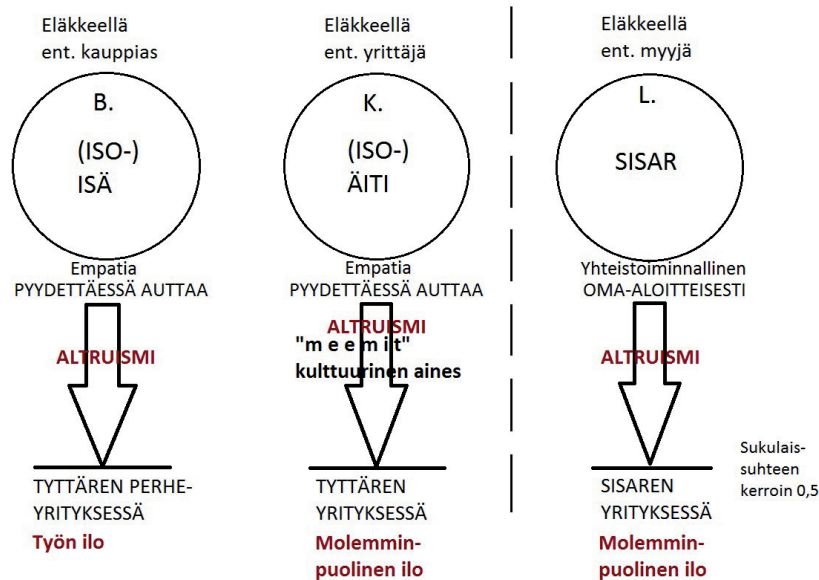 Eläkkeellä
ent. kauppias
B.
(ISO-)
ISÄ
Empatia
PYYDETTÄESSÄ AUTTAA
ALTRUISMI
TYTTÄREN PERHE-
YRITYKSESSÄ
Työn ilo
Eläkkeellä
ent. yrittäjä
K.
(ISO-)
ÄITI
Empatia
PYYDETTÄESSÄ AUTTAA
ALTRUISMI
"m e e m i t"
kulttuurinen aines
TYTTÄREN
YRITYKSESSÄ
Molemmin-
puolinen ilo
Eläkkeellä
ent. myyjä
L.
SISAR
Yhteistoiminnallinen
OMA-ALOITTEISESTI
ALTRUISMI
SISAREN
YRITYKSESSÄ
Molemmin-
puolinen ilo
Sukulais-
suhteen
kerroin 0,5